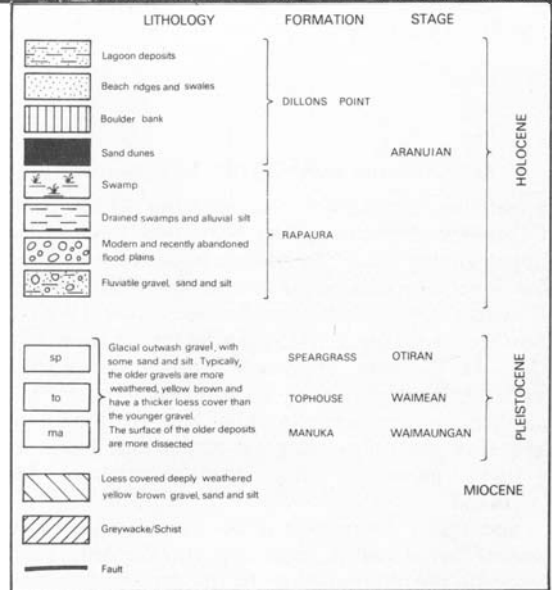 LITHOLOGY FORMATION STAGE
Lagoon deposits
Beach ridges and swales
DILLONS POINT
Boulder bank
Sand dunes
ARANUIAN
HOLOCENE
Swamp
Drained swamps and alluvial silt
RAPAURA
Modern and recently abandoned
flood plains
Fluviatile gravel, sand and silt
Glacial outwash gravel, with
sp some sand and silt. Typically, SPEARGRASS OTIRAN
the older gravels are more
weathered, yellow brown and
to have a thicker loess cover than TOPHOUSE WAIMEAN
the younger gravel.
PLEISTOCENE
ma The surface of the older deposits MANUKA WAIMAUNGAN
are more dissected
Loess covered deeply weathered
yellow brown gravel, sand and silt MIOCENE
Greywacke/Schist
Fault